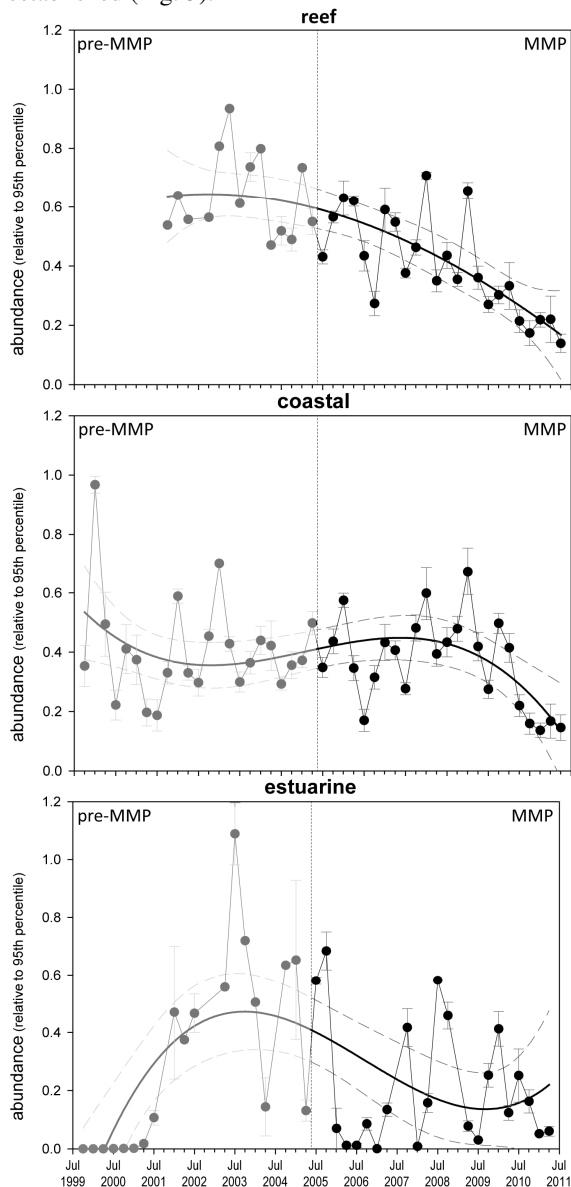 reef
pre-MMP MMP
abundance (relative to 95th percentile)
1.2
1.0
0.8
0.6
0.4
0.2
0.0
coastal
pre-MMP MMP
abundance (relative to 95th percentile)
1.2
1.0
0.8
0.6
0.4
0.2
0.0
estuarine
pre-MMP MMP
abundance (relative to 95th percentile)
1.2
1.0
0.8
0.6
0.4
0.2
0.0
Jul Jul Jul Jul Jul Jul Jul Jul Jul Jul Jul Jul Jul
1999 2000 2001 2002 2003 2004 2005 2006 2007 2008 2009 2010 2011